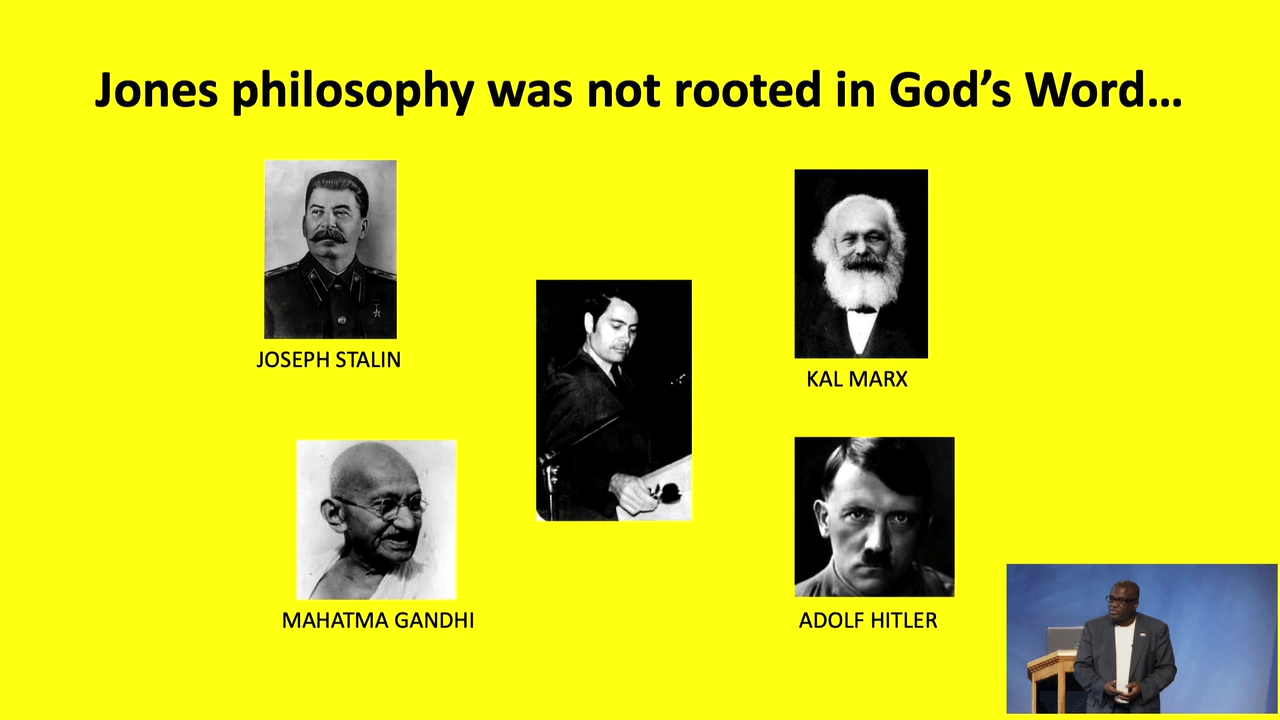 Jones philosophy was not rooted in God’s Word...
JOSEPH STALIN
KAL MARX
MAHATMA GANDHI
ADOLF HITLER